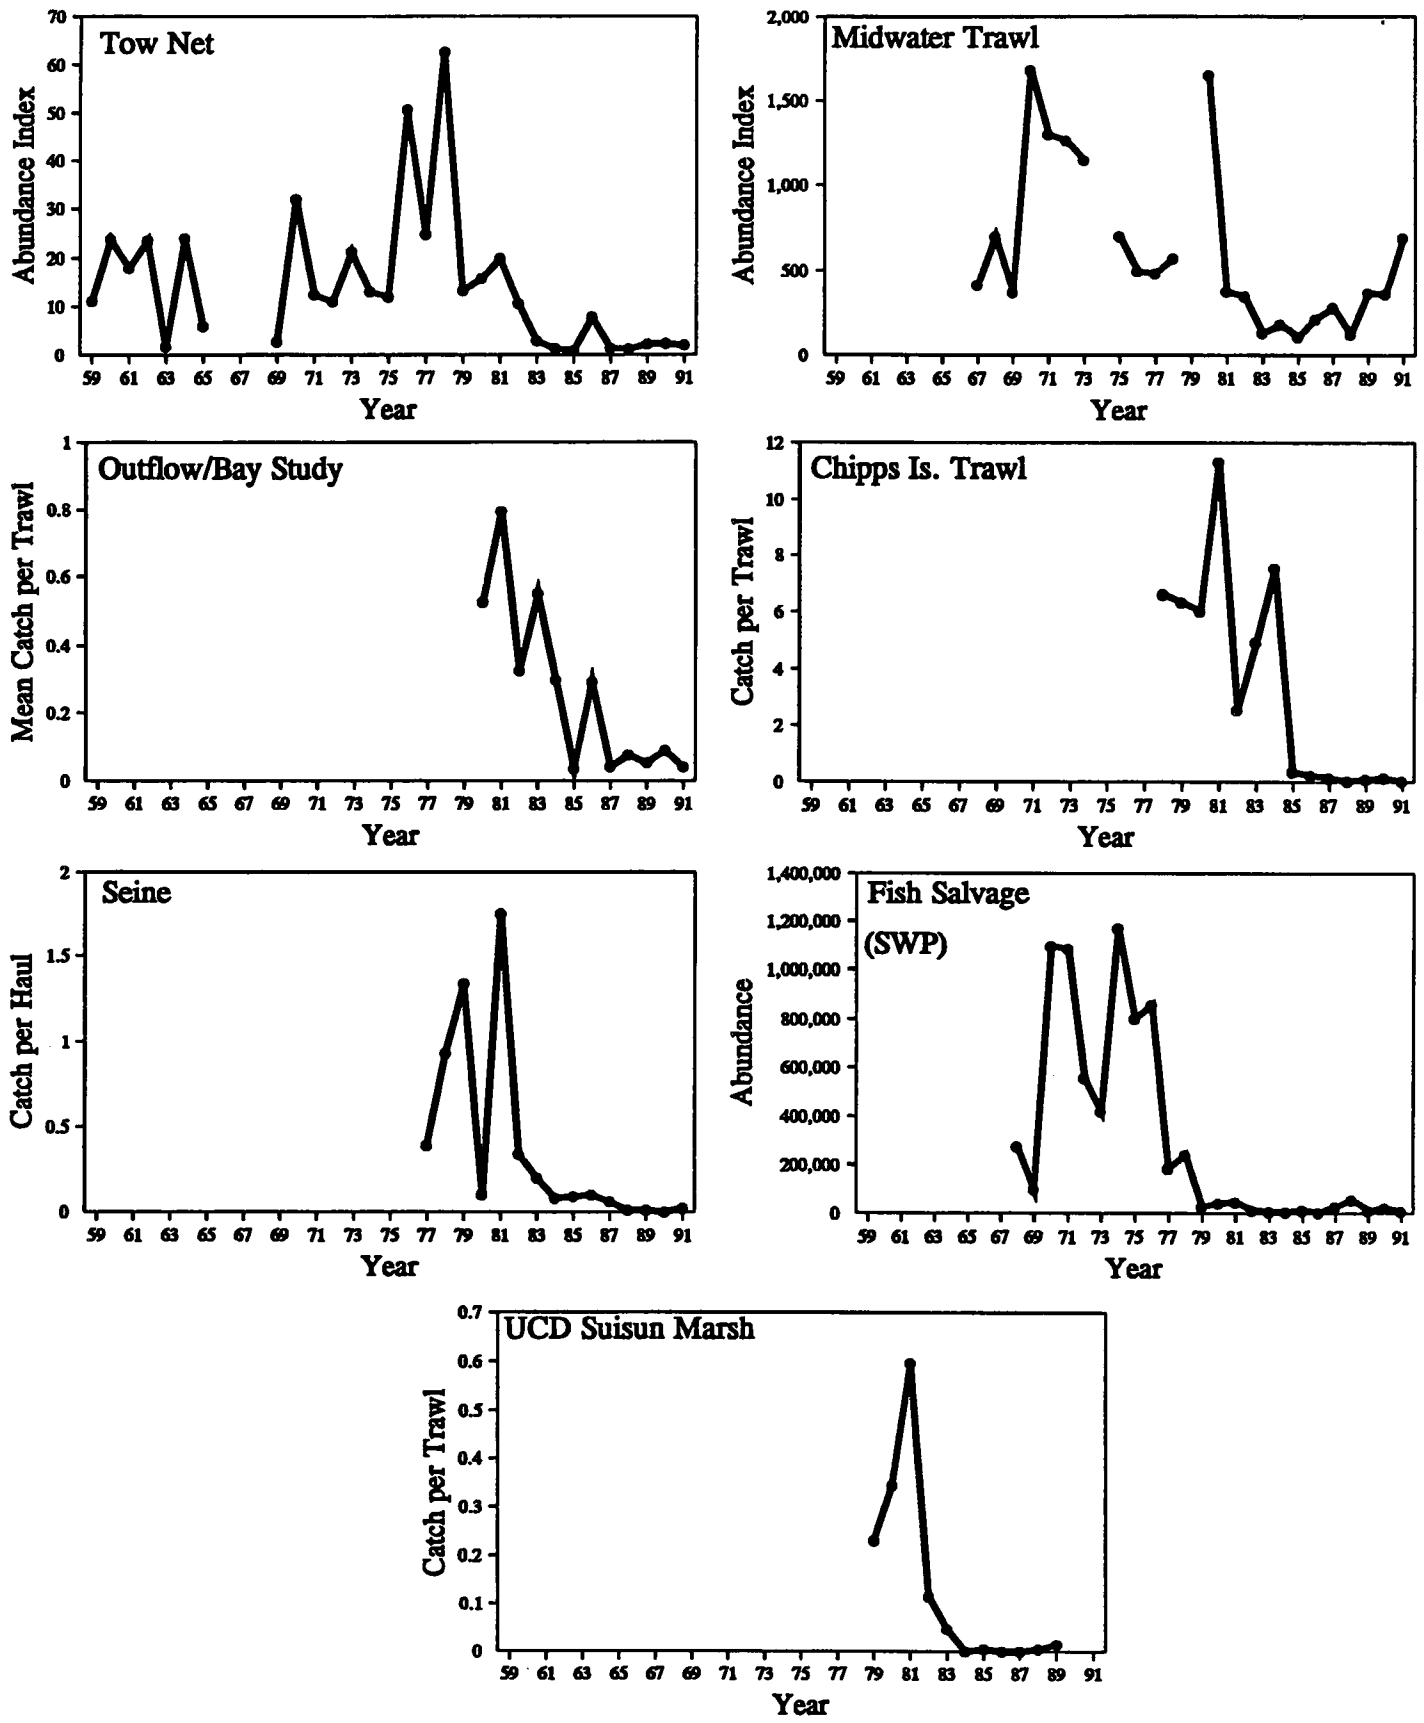 Tow Net
Abundance Index
70
60
50
40
30
20
10
0
59 61 63 65 67 69 71 73 75 77 79 81 83 85 87 89 91
Year
Midwater Trawl
Abundance Index
2,000
1,500
1,000
500
0
59 61 63 65 67 69 71 73 75 77 79 81 83 85 87 89 91
Year
Outflow/Bay Study
Mean Catch per Trawl
1
0.8
0.6
0.4
0.2
0
59 61 63 65 67 69 71 73 75 77 79 81 83 85 87 89 91
Year
Chipps Is. Trawl
Catch per Trawl
12
10
8
6
4
2
0
59 61 63 65 67 69 71 73 75 77 79 81 83 85 87 89 91
Year
Seine
Catch per Haul
2
1.5
1
0.5
0
59 61 63 65 67 69 71 73 75 77 79 81 83 85 87 89 91
Year
Fish Salvage
(SWP)
Abundance
1,400,000
1,200,000
1,000,000
800,000
600,000
400,000
200,000
0
59 61 63 65 67 69 71 73 75 77 79 81 83 85 87 89 91
Year
UCD Suisun Marsh
Catch per Trawl
0.7
0.6
0.5
0.4
0.3
0.2
0.1
0
59 61 63 65 67 69 71 73 75 77 79 81 83 85 87 89 91
Year